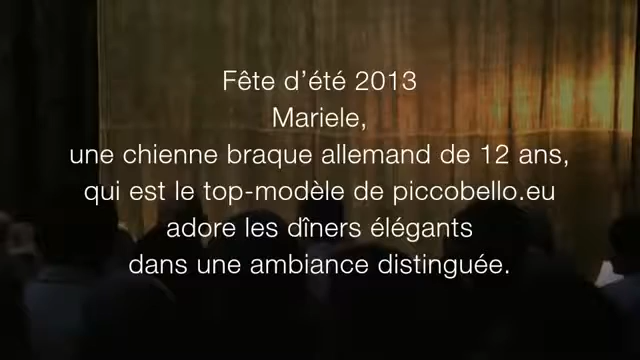 Fête d’été 2013
Mariele,
une chienne braque allemand de 12 ans,
qui est le top-modèle de piccobello.eu
adore les dîners élégants
dans une ambiance distinguée.